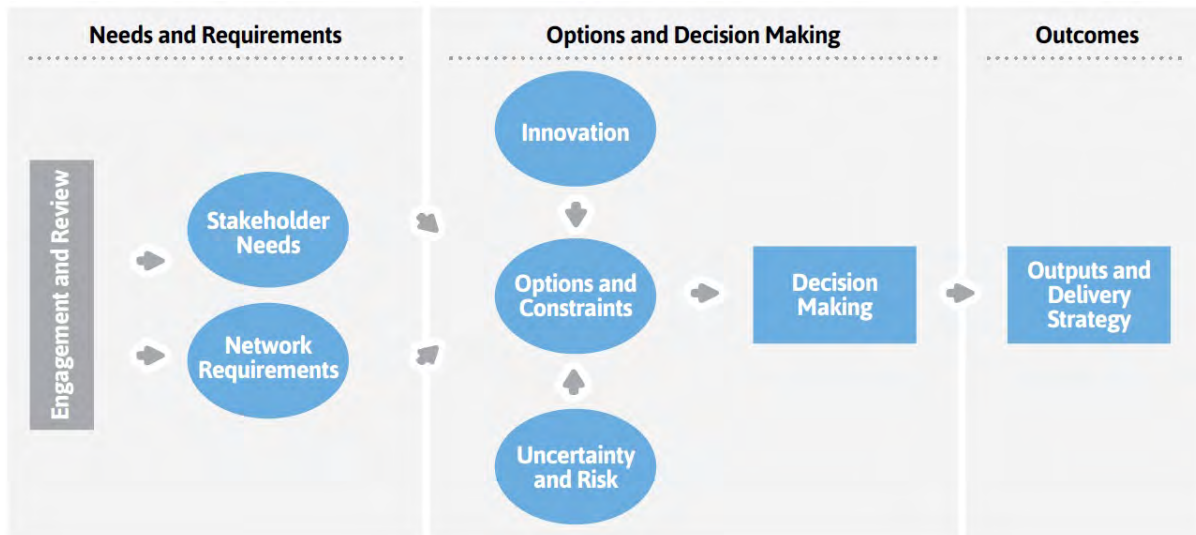 Needs and Requirements
Options and Decision Making
Outcomes
Engagement and Review
Stakeholder
Needs
Network
Requirements
Innovation
Options and
Constraints
Uncertainty
and Risk
Decision
Making
Outputs and
Delivery
Strategy